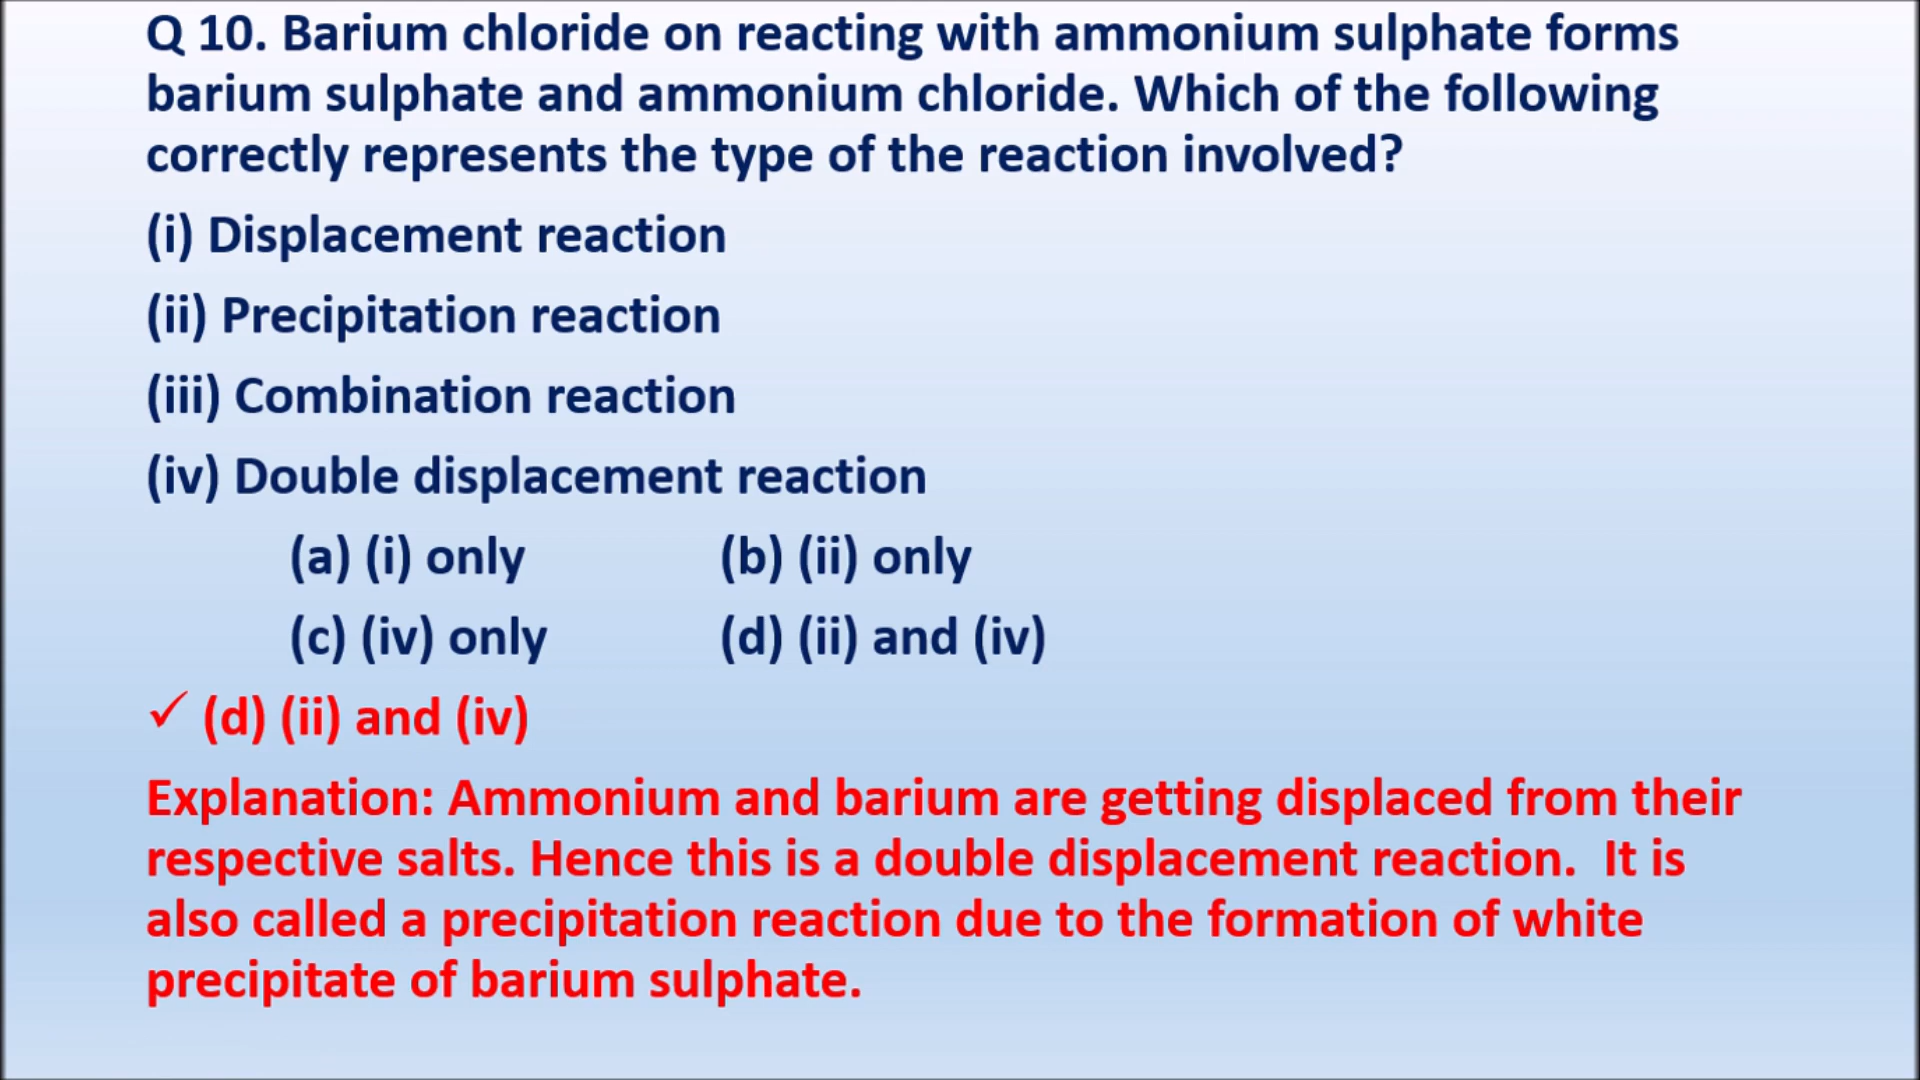 Q 10. Barium chloride on reacting with ammonium sulphate forms
barium sulphate and ammonium chloride. Which of the following
correctly represents the type of the reaction involved?
(i) Displacement reaction
(ii) Precipitation reaction
(iii) Combination reaction
(iv) Double displacement reaction
(a) (i) only (b) (ii) only
(c) (iv) only (d) (ii) and (iv)
✓ (d) (ii) and (iv)
Explanation: Ammonium and barium are getting displaced from their
respective salts. Hence this is a double displacement reaction. It is
also called a precipitation reaction due to the formation of white
precipitate of barium sulphate.